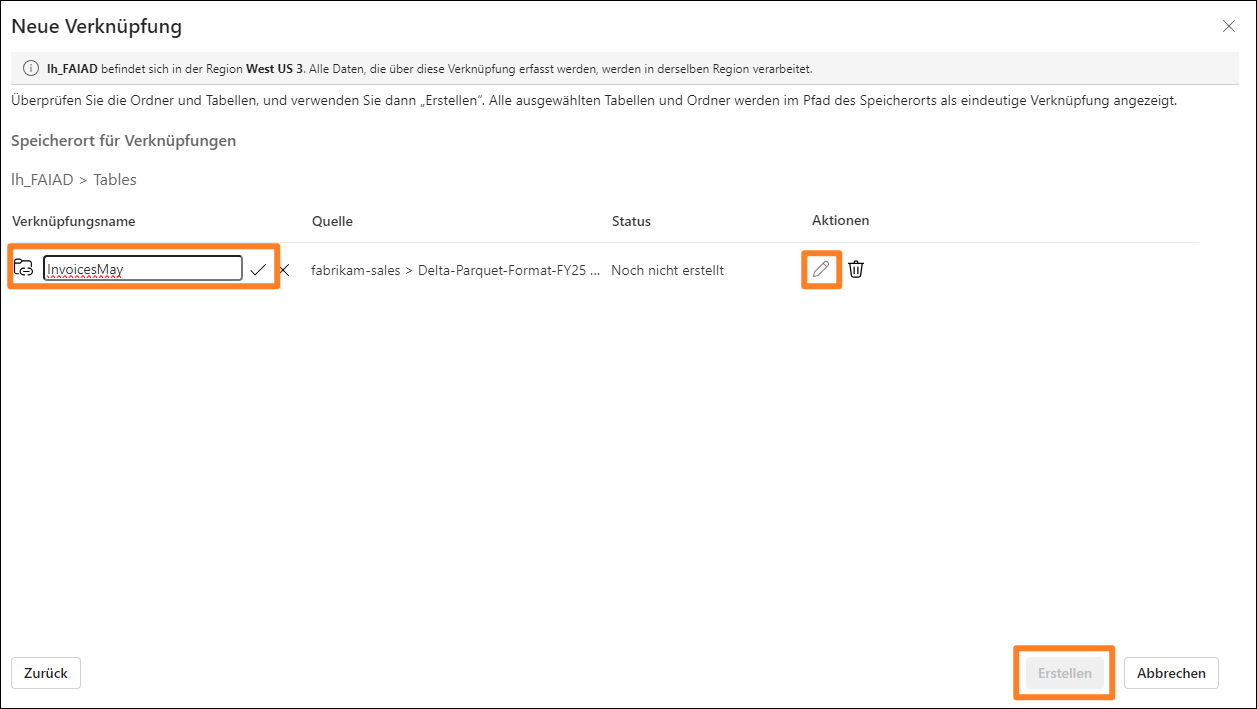 Neue Verknüpfung
lh_FAIAD befindet sich in der Region West US 3. Alle Daten, die über diese Verknüpfung erfasst werden, werden in derselben Region verarbeitet.
Überprüfen Sie die Ordner und Tabellen, und verwenden Sie dann „Erstellen“. Alle ausgewählten Tabellen und Ordner werden im Pfad des Speicherorts als eindeutige Verknüpfung angezeigt.
Speicherort für Verknüpfungen
lh_FAIAD > Tables
Verknüpfungsname Quelle Status Aktionen
InvoicesMay fabrikam-sales > Delta-Parquet-Format-FY25 ... Noch nicht erstellt
Zurück Erstellen Abbrechen